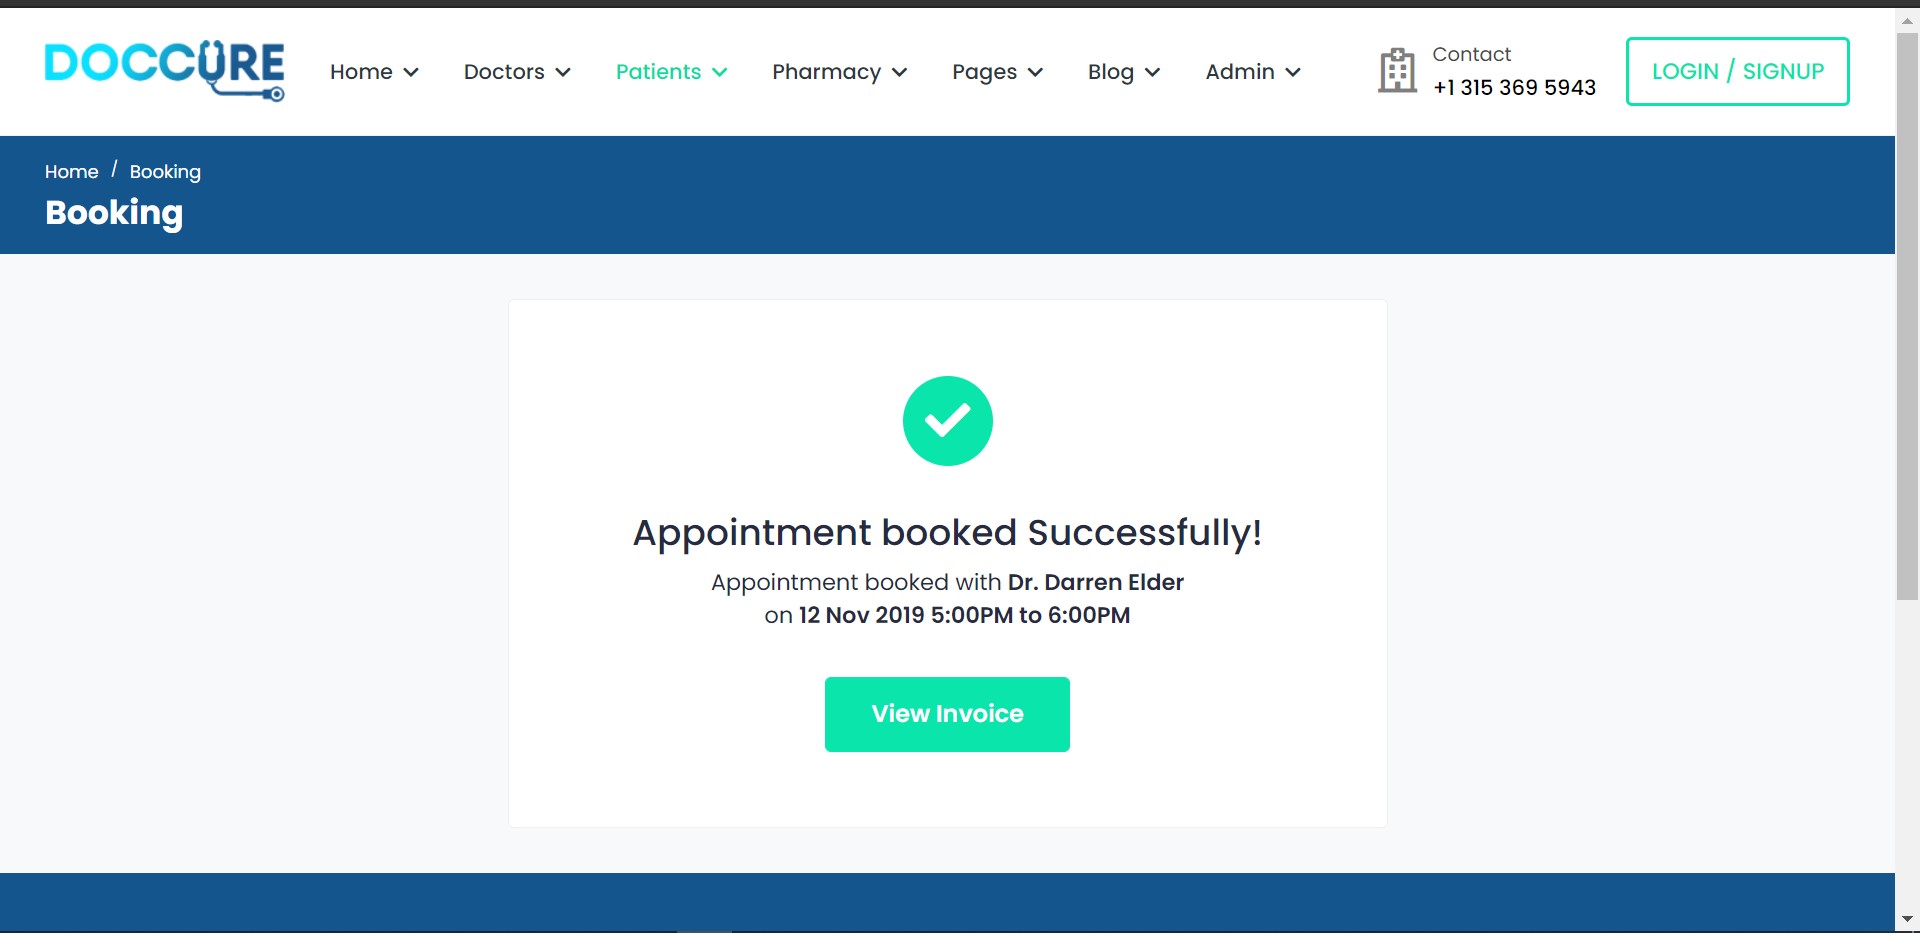 DOCCURE
Home
Doctors
Patients
Pharmacy
Pages
Blog
Admin
Contact
+1 315 369 5943
LOGIN / SIGNUP
Home / Booking
Booking
Appointment booked Successfully!
Appointment booked with Dr. Darren Elder
on 12 Nov 2019 5:00PM to 6:00PM
View Invoice